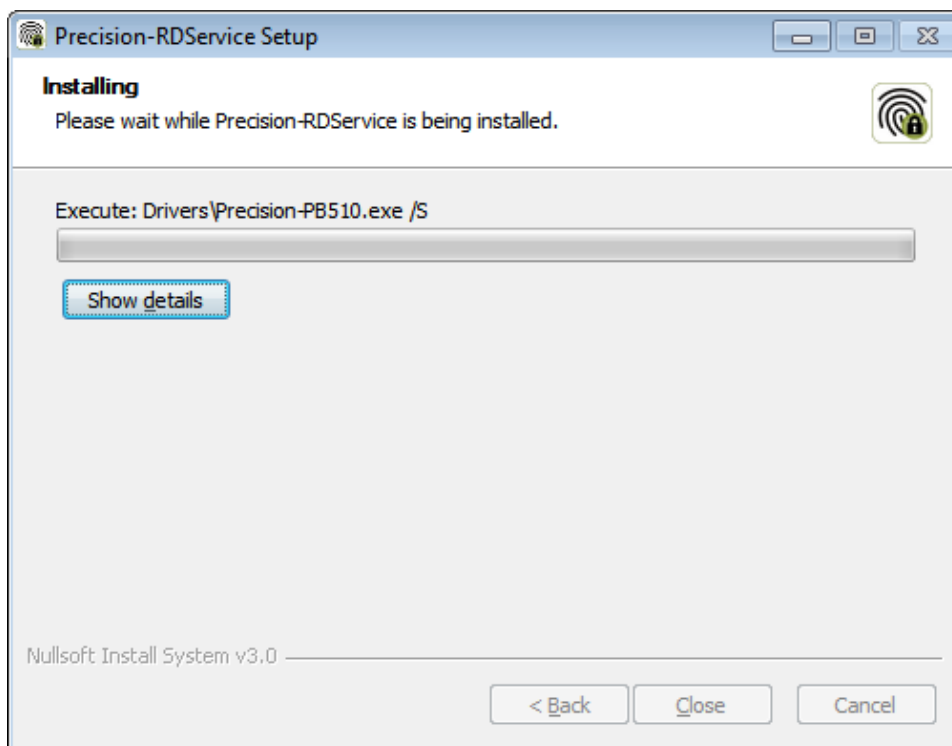 Precision-RDService Setup
Installing
Please wait while Precision-RDService is being installed.
Execute: Drivers\Precision-PB510.exe /S
Show details
Nullsoft Install System v3.0
< Back Close Cancel